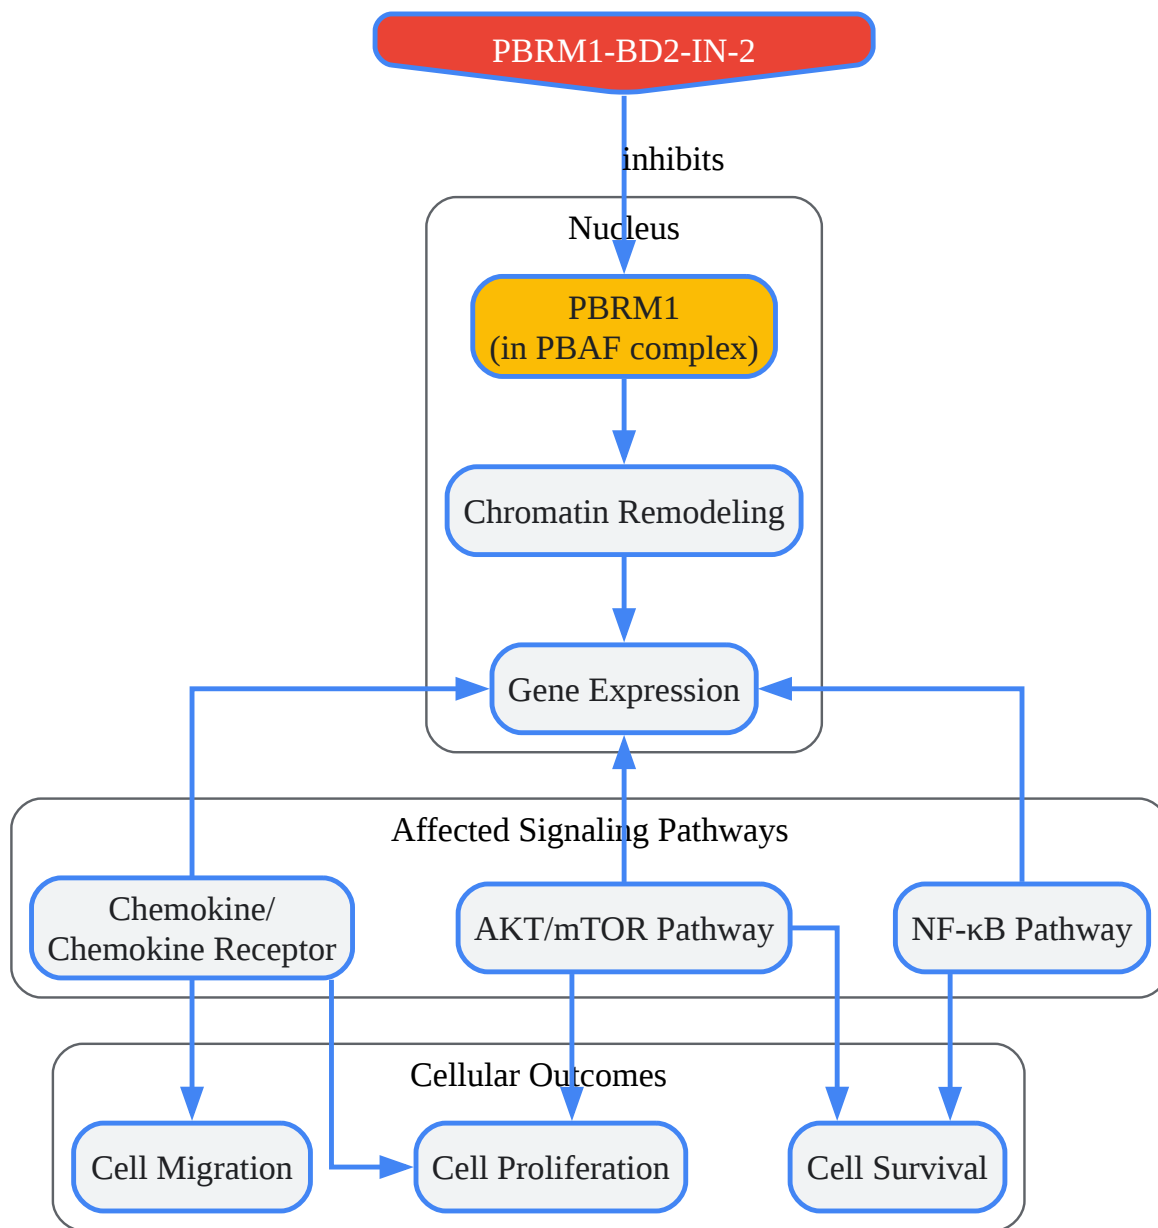 PBRM1-BD2-IN-2
inhibits
Nucleus
PBRM1
(in PBAF complex)
Chromatin Remodeling
Gene Expression
Affected Signaling Pathways
Chemokine/
Chemokine Receptor
AKT/mTOR Pathway
NF-κB Pathway
Cellular Outcomes
Cell Migration
Cell Proliferation
Cell Survival